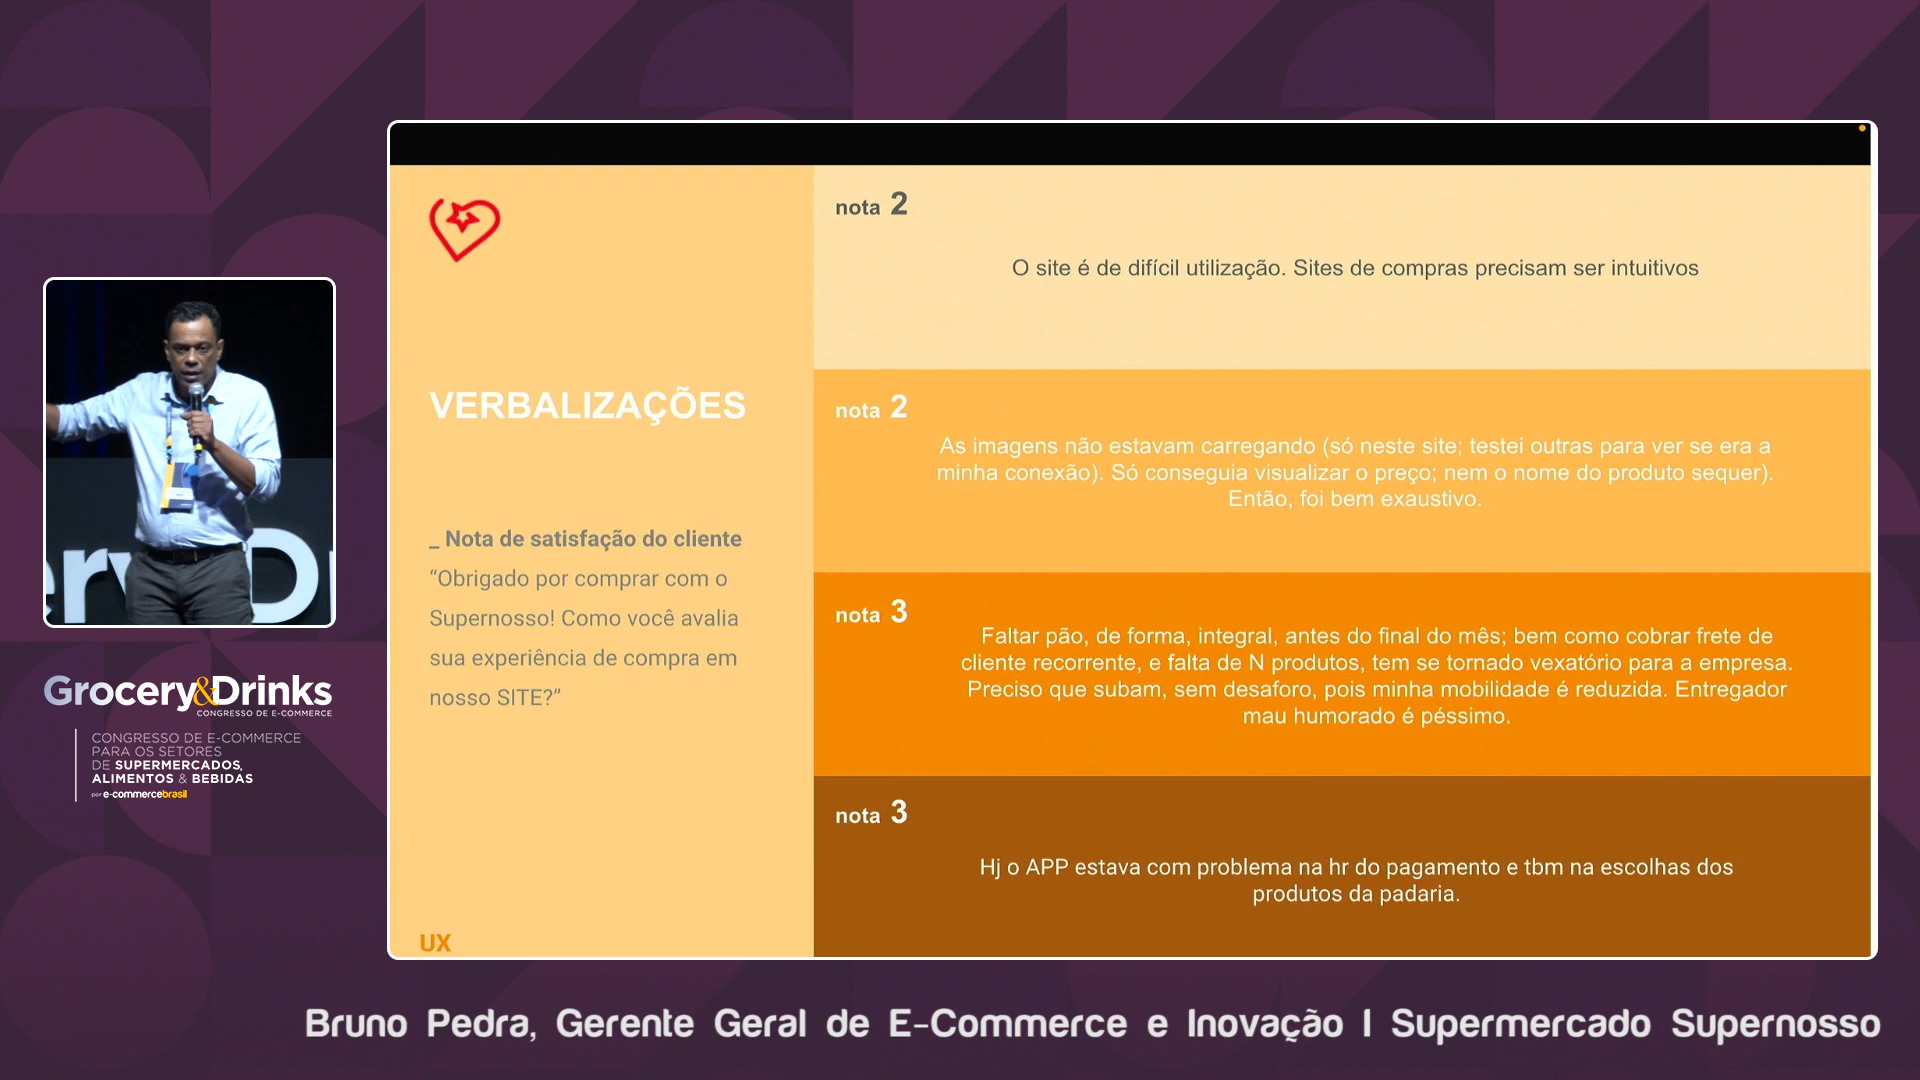 VERBALIZAÇÕES
_ Nota de satisfação do cliente
“Obrigado por comprar com o
Supernosso! Como você avalia
sua experiência de compra em
nosso SITE?”
UX
nota 2
O site é de difícil utilização. Sites de compras precisam ser intuitivos
nota 2
As imagens não estavam carregando (só neste site; testei outras para ver se era a
minha conexão). Só conseguia visualizar o preço; nem o nome do produto sequer).
Então, foi bem exaustivo.
nota 3
Faltar pão, de forma, integral, antes do final do mês; bem como cobrar frete de
cliente recorrente, e falta de N produtos, tem se tornado vexatório para a empresa.
Preciso que subam, sem desaforo, pois minha mobilidade é reduzida. Entregador
mau humorado é péssimo.
nota 3
Hj o APP estava com problema na hr do pagamento e tbm na escolhas dos
produtos da padaria.
ery D
Grocery&Drinks
CONGRESSO DE E-COMMERCE
CONGRESSO DE E-COMMERCE
PARA OS SETORES
DE SUPERMERCADOS,
ALIMENTOS & BEBIDAS
por e-commercebrasil
Bruno Pedra, Gerente Geral de E-Commerce e Inovação | Supermercado Supernosso